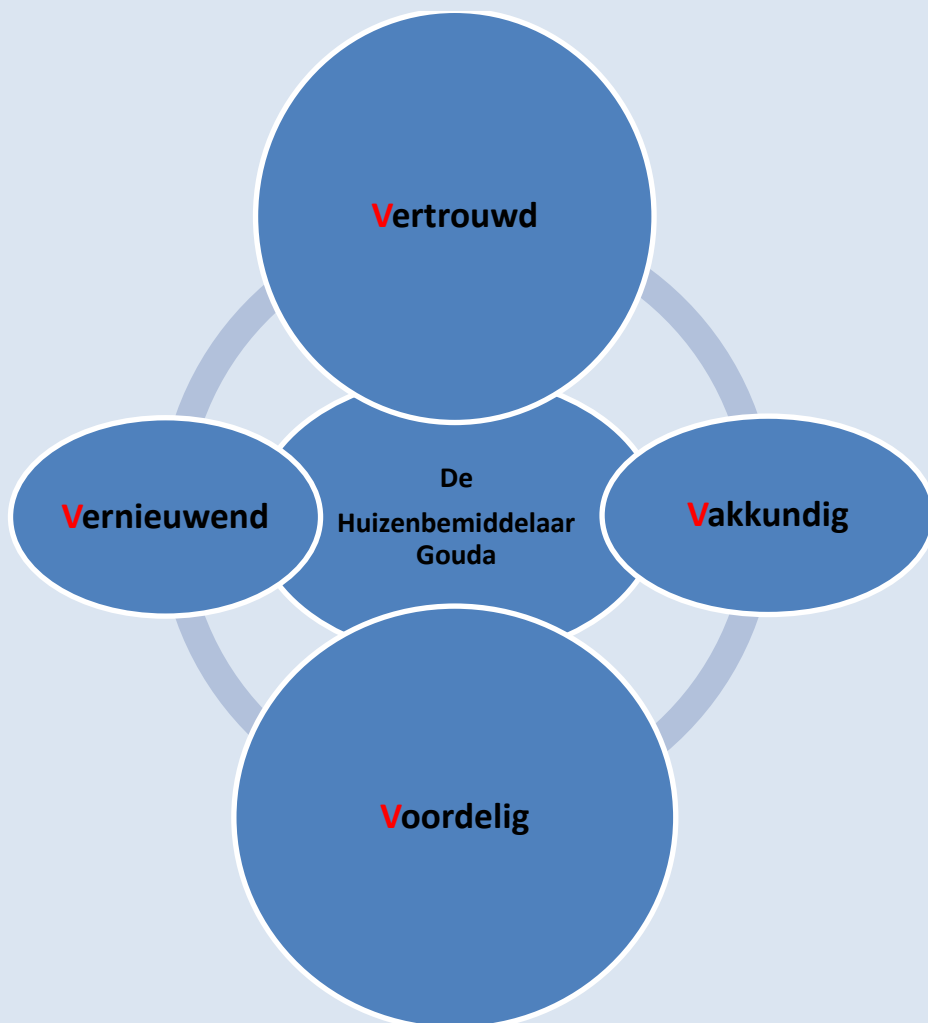 Vertrouwd
De
Huizenbemiddelaar
Gouda
Vernieuwend
Vakkundig
Voordelig